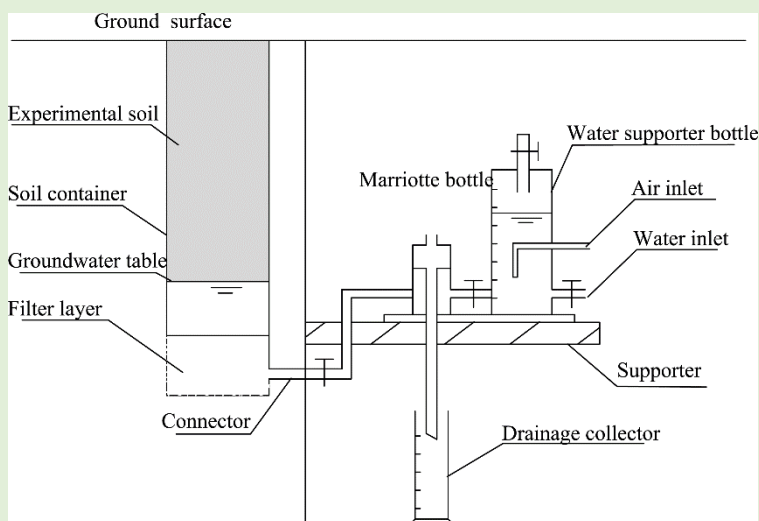 Ground surface
Experimental soil
Water supporter bottle
Marriotte bottle
Air inlet
Soil container
Water inlet
Groundwater table
Filter layer
Supporter
Connector
Drainage collector